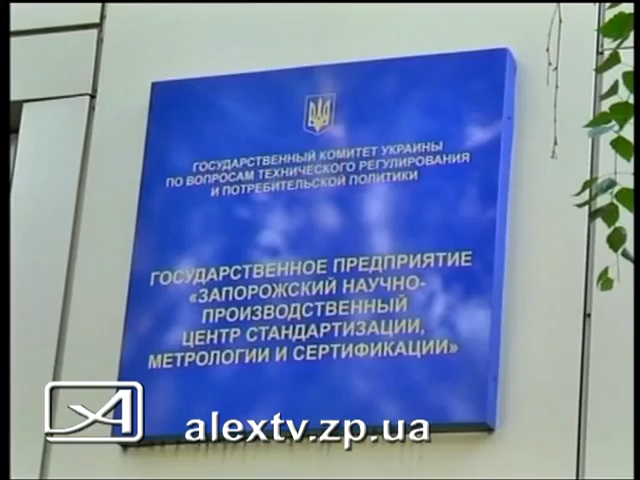 ГОСУДАРСТВЕННЫЙ КОМИТЕТ УКРАИНЫ
ПО ВОПРОСАМ ТЕХНИЧЕСКОГО РЕГУЛИРОВАНИЯ
И ПОТРЕБИТЕЛЬСКОЙ ПОЛИТИКИ
ГОСУДАРСТВЕННОЕ ПРЕДПРИЯТИЕ
«ЗАПОРОЖСКИЙ НАУЧНО-
ПРОИЗВОДСТВЕННЫЙ
ЦЕНТР СТАНДАРТИЗАЦИИ,
МЕТРОЛОГИИ И СЕРТИФИКАЦИИ»
alextv.zp.ua